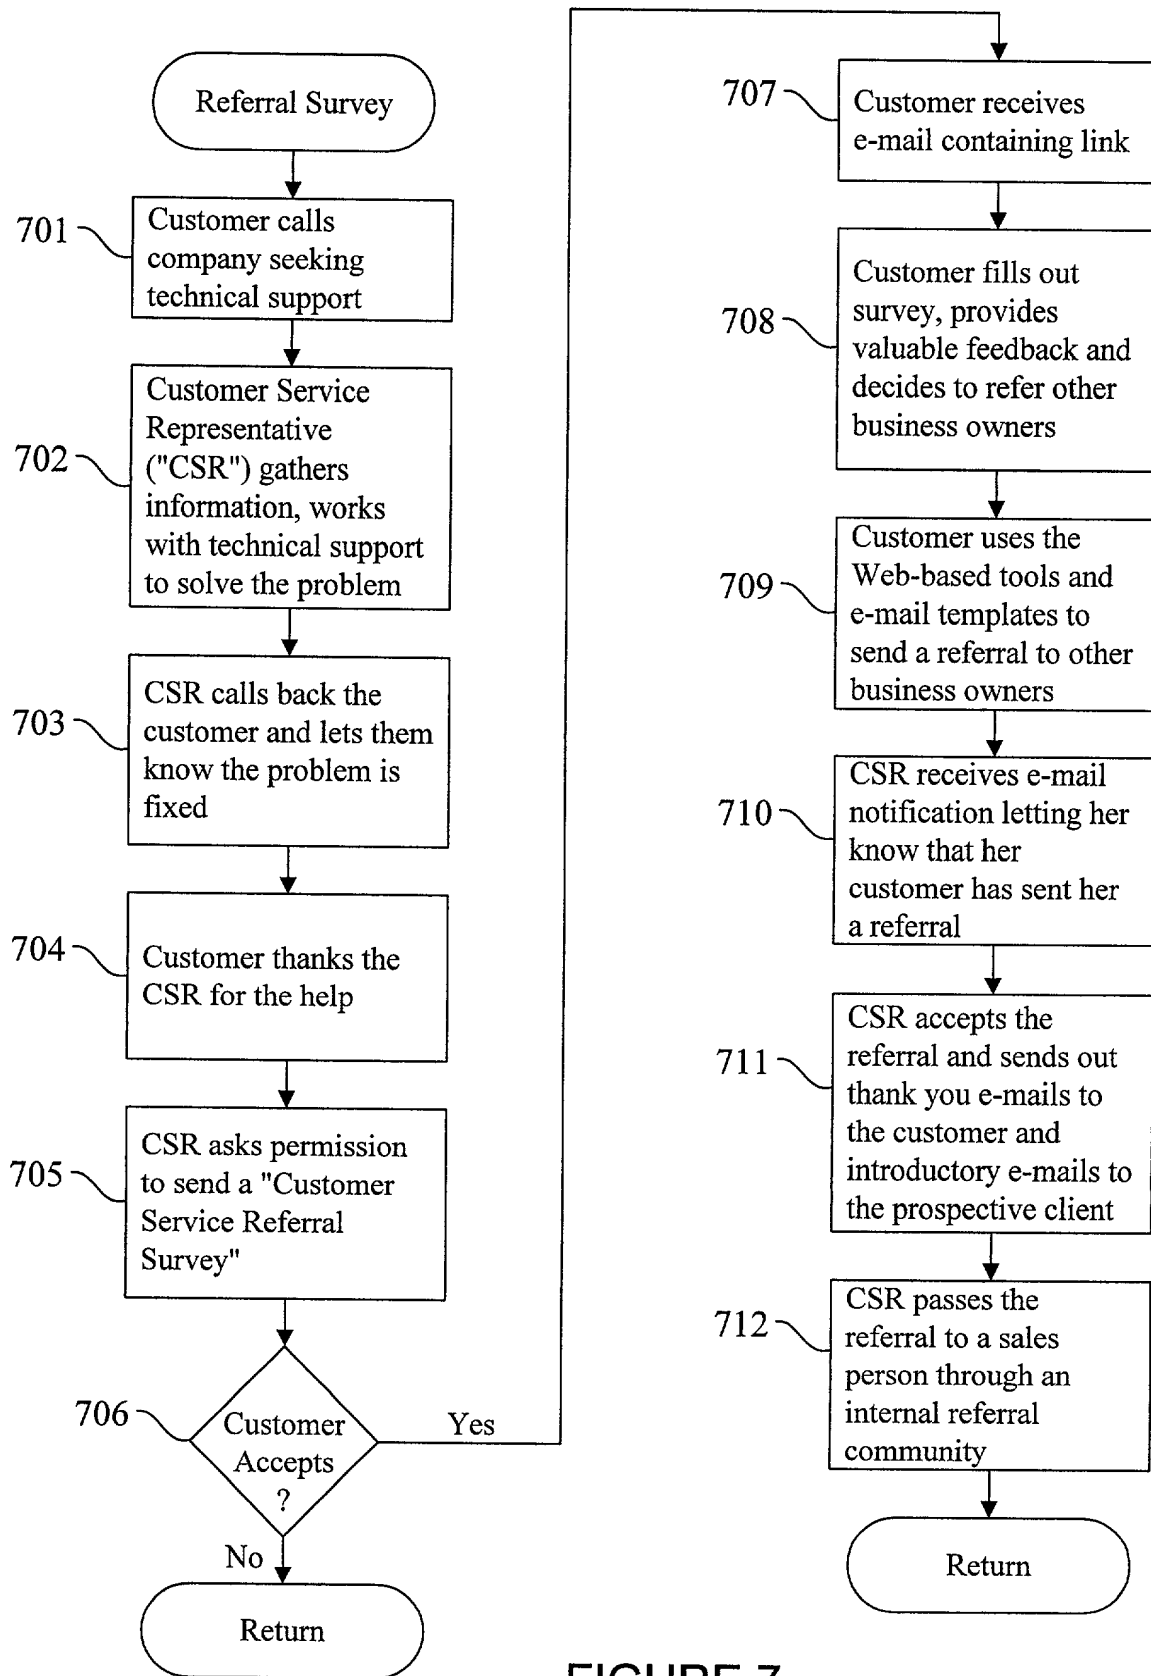 Referral Survey
701
Customer calls
company seeking
technical support
702
Customer Service
Representative
("CSR") gathers
information, works
with technical support
to solve the problem
703
CSR calls back the
customer and lets them
know the problem is
fixed
704
Customer thanks the
CSR for the help
705
CSR asks permission
to send a "Customer
Service Referral
Survey"
706
Customer
Accepts
?
Yes
No
Return
707
Customer receives
e-mail containing link
708
Customer fills out
survey, provides
valuable feedback and
decides to refer other
business owners
709
Customer uses the
Web-based tools and
e-mail templates to
send a referral to other
business owners
710
CSR receives e-mail
notification letting her
know that her
customer has sent her
a referral
711
CSR accepts the
referral and sends out
thank you e-mails to
the customer and
introductory e-mails to
the prospective client
712
CSR passes the
referral to a sales
person through an
internal referral
community
Return
FIGURE 7